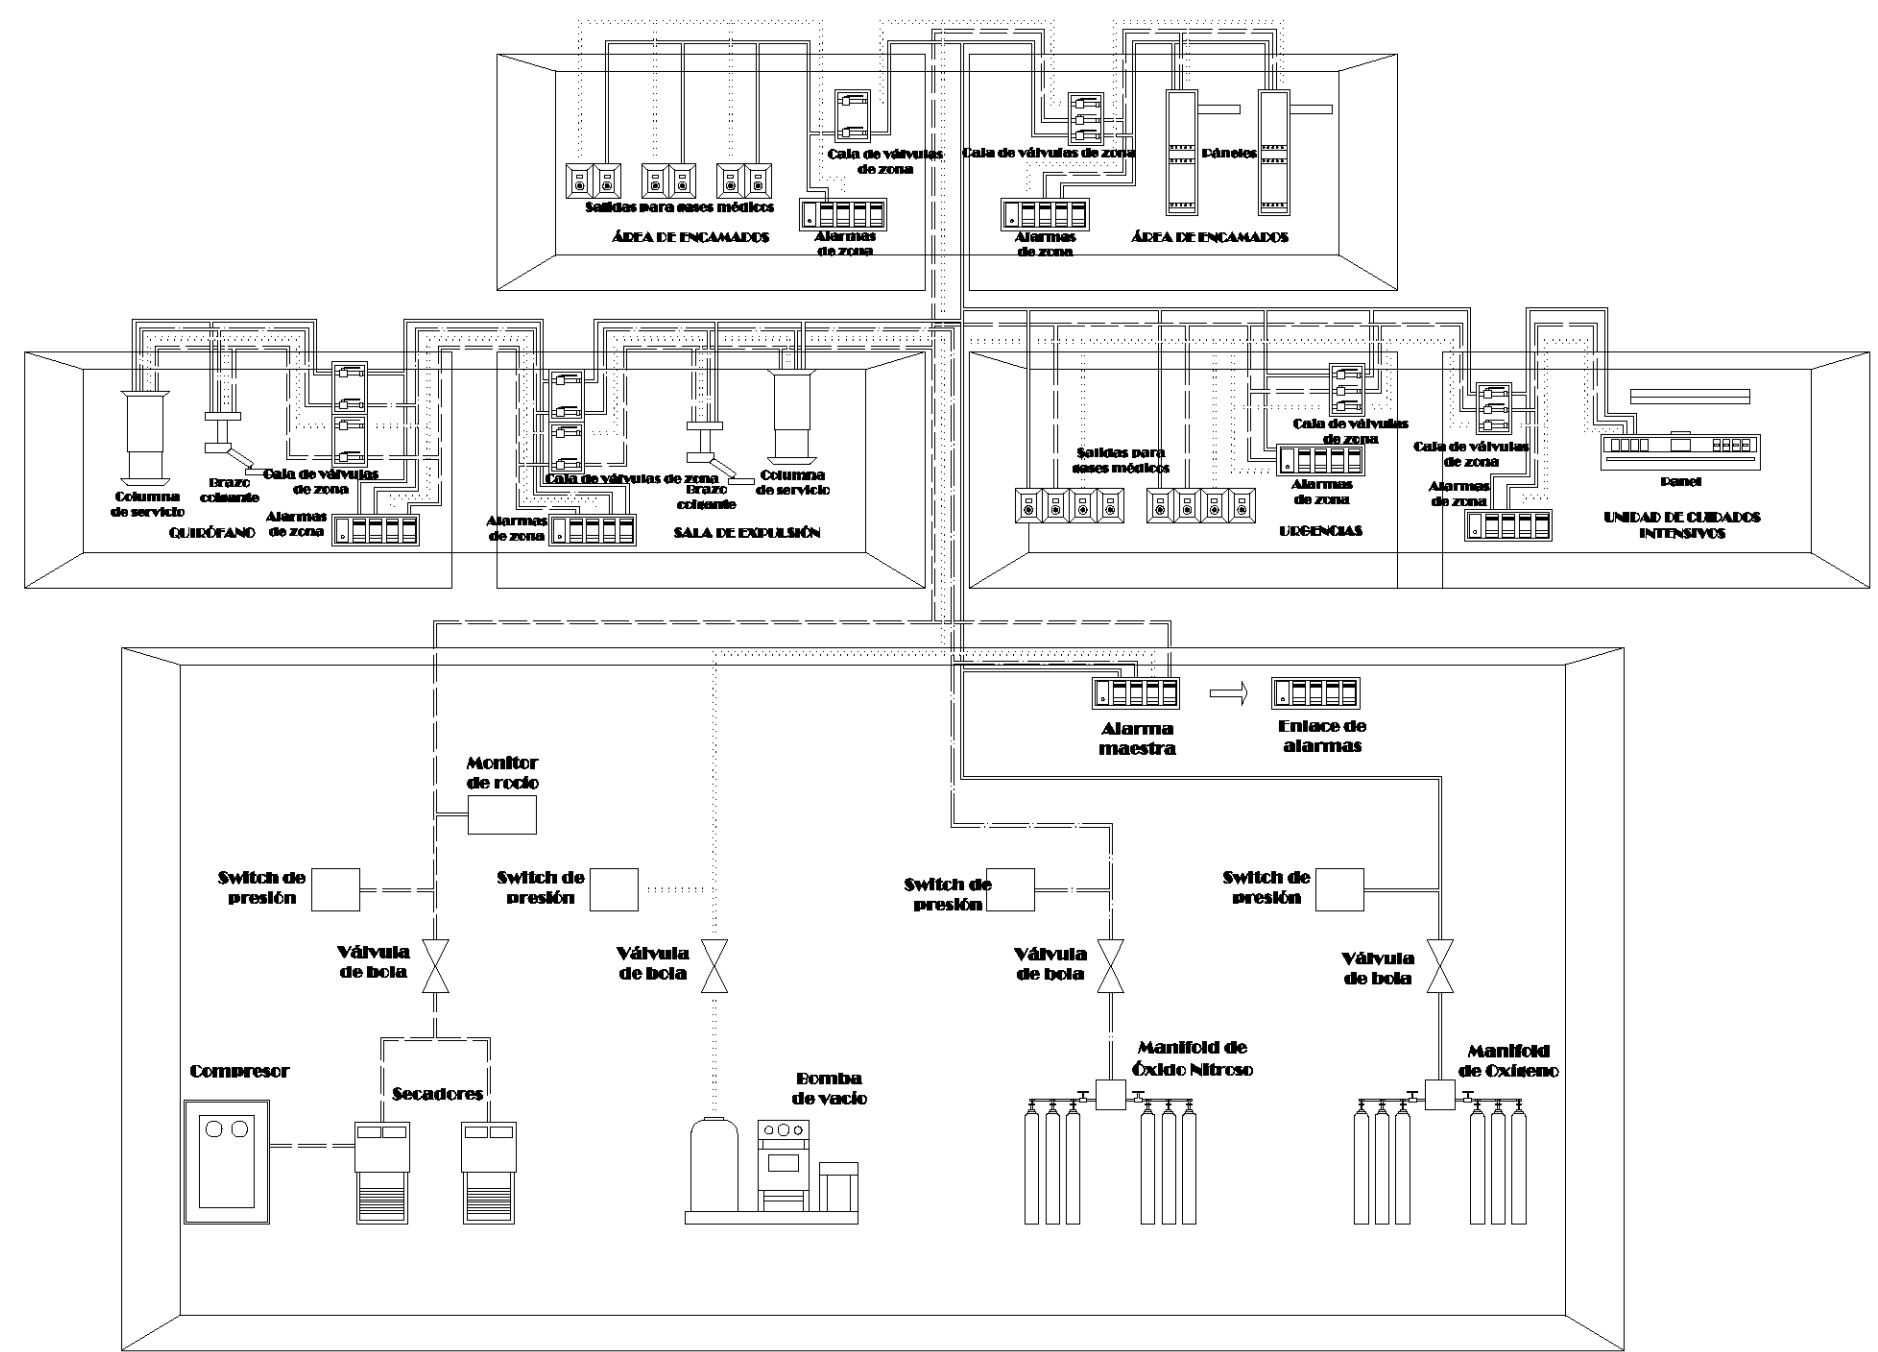 Caja de válvulas
de zona
Caja de válvulas de zona
Páneles
Salidas para gases médicos
ÁREA DE ENCAMADOS
Alarmas
de zona
Alarmas
de zona
ÁREA DE ENCAMADOS
Columna
de servicio
Brazo
colgante
Caja de válvulas
de zona
QUIRÓFANO
Alarmas
de zona
Alarmas
de zona
Caja de válvulas de zona
Brazo
colgante
Columna
de servicio
SALA DE EXPULSIÓN
Salidas para
gases médicos
Caja de válvulas
de zona
Alarmas
de zona
URGENCIAS
Caja de válvulas
de zona
Alarmas
de zona
Panel
UNIDAD DE CUIDADOS
INTENSIVOS
Alarma
maestra
Enlace de
alarmas
Monitor
de rocío
Switch de
presión
Switch de
presión
Switch de
presión
Switch de
presión
Válvula
de bola
Válvula
de bola
Válvula
de bola
Válvula
de bola
Compresor
Secadores
Bomba
de vacío
Manifold de
Óxido Nitroso
Manifold
de Oxígeno